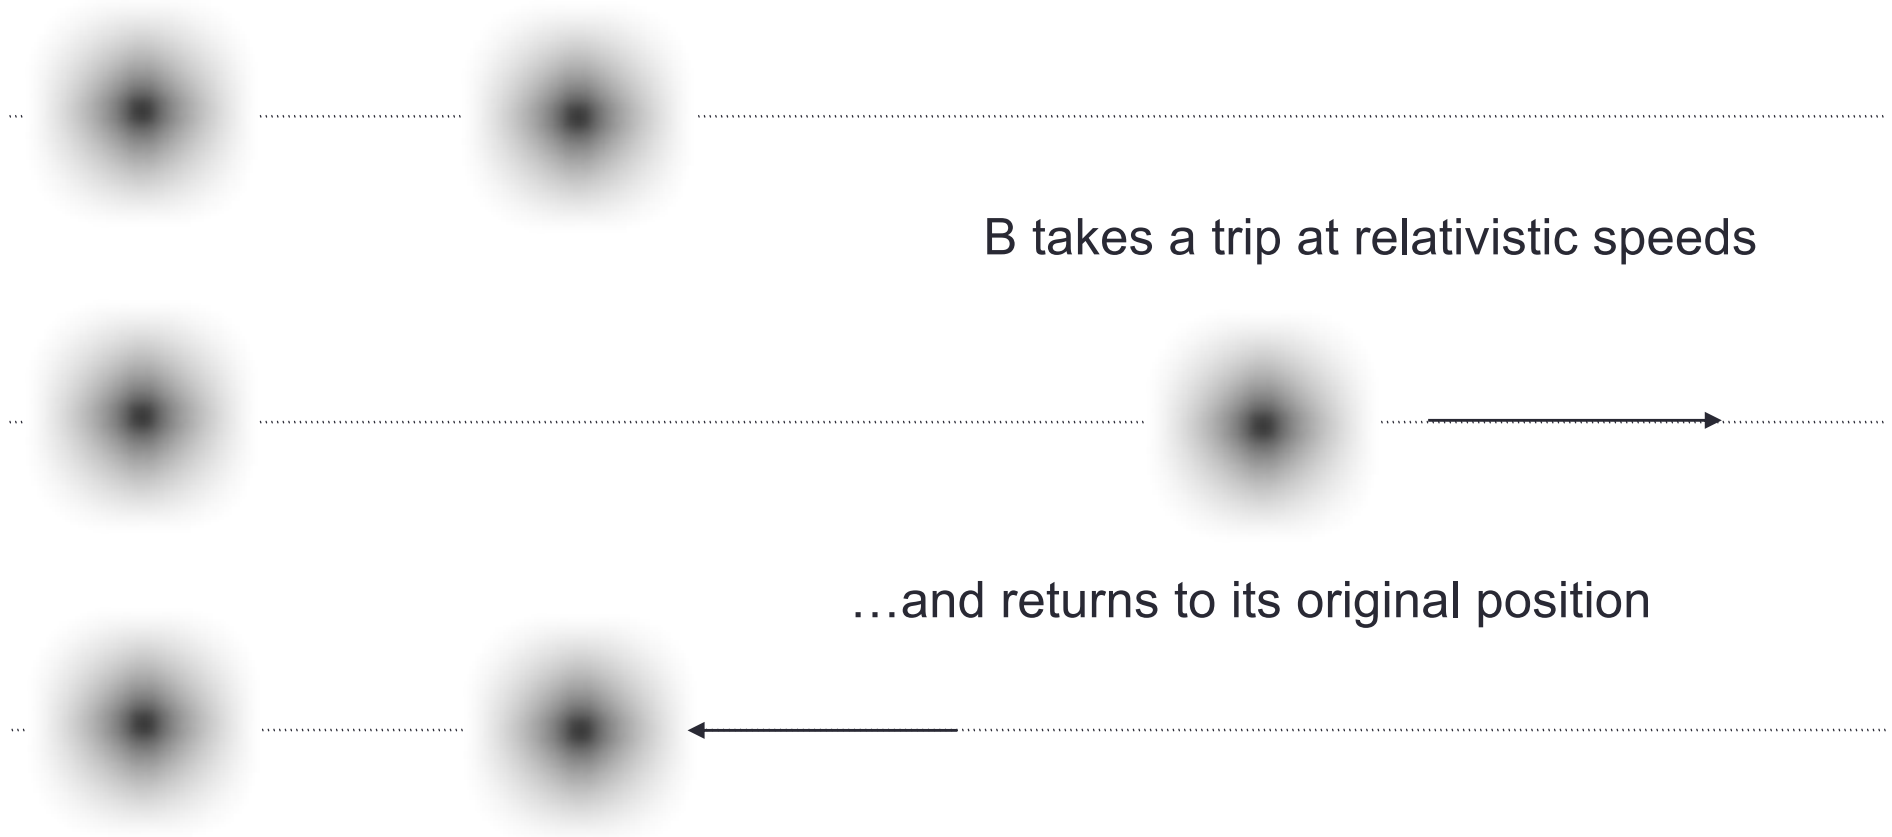 B takes a trip at relativistic speeds
…and returns to its original position